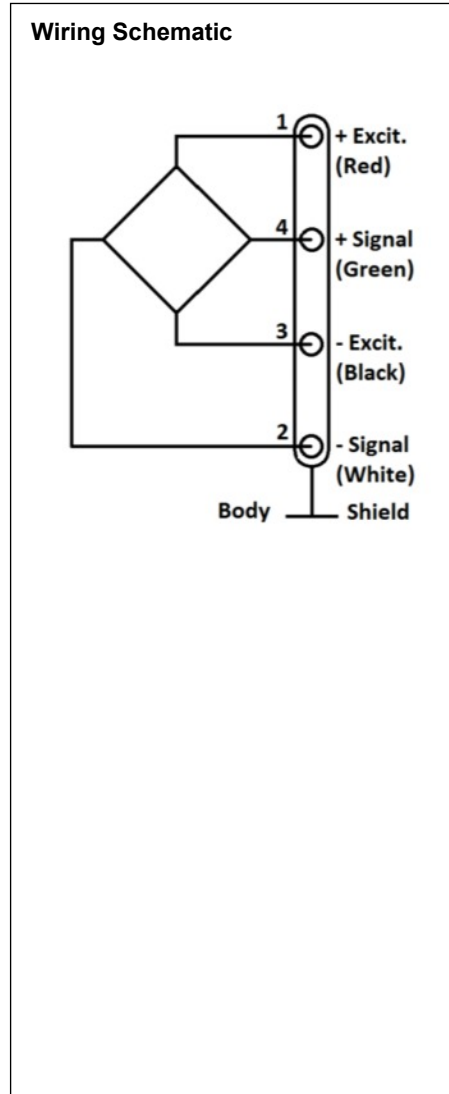 Wiring Schematic
1
+ Excit.
(Red)
4
+ Signal
(Green)
3
- Excit.
(Black)
2
- Signal
(White)
Body
Shield